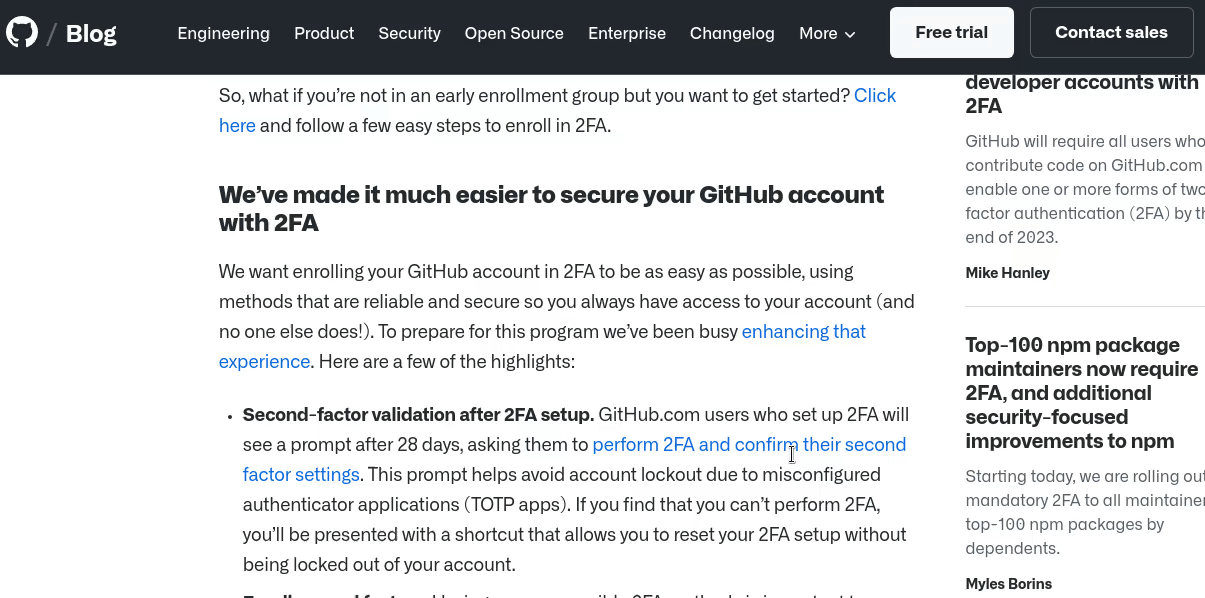 / Blog
Engineering Product Security Open Source Enterprise Changelog More Free trial Contact sales
So, what if you’re not in an early enrollment group but you want to get started? Click
here and follow a few easy steps to enroll in 2FA.
We’ve made it much easier to secure your GitHub account
with 2FA
We want enrolling your GitHub account in 2FA to be as easy as possible, using
methods that are reliable and secure so you always have access to your account (and
no one else does!). To prepare for this program we’ve been busy enhancing that
experience. Here are a few of the highlights:
• Second-factor validation after 2FA setup. GitHub.com users who set up 2FA will
see a prompt after 28 days, asking them to perform 2FA and confirm their second
factor settings. This prompt helps avoid account lockout due to misconfigured
authenticator applications (TOTP apps). If you find that you can’t perform 2FA,
you’ll be presented with a shortcut that allows you to reset your 2FA setup without
being locked out of your account.
developer accounts with
2FA
GitHub will require all users who
contribute code on GitHub.com
enable one or more forms of two
factor authentication (2FA) by th
end of 2023.
Mike Hanley
Top-100 npm package
maintainers now require
2FA, and additional
security-focused
improvements to npm
Starting today, we are rolling out
mandatory 2FA to all maintainer
top-100 npm packages by
dependents.
Myles Borins